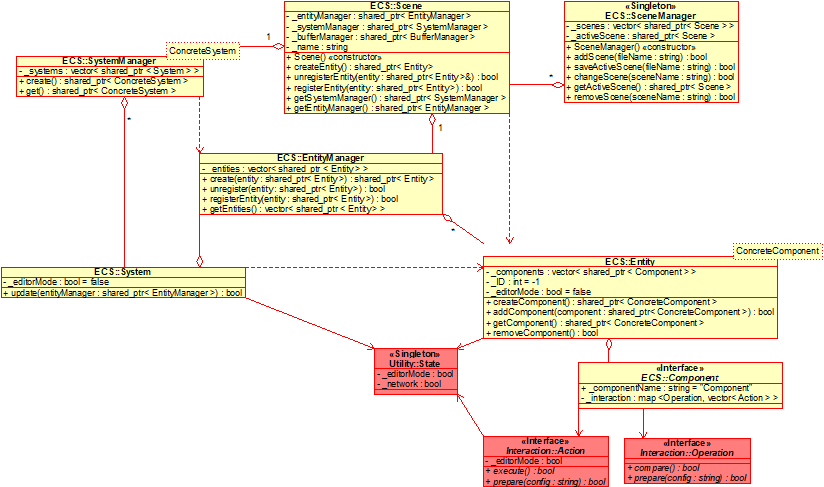 ECS::Scene
- _entityManager : shared_ptr< EntityManager >
- _systemManager : shared_ptr< SystemManager >
- _bufferManager : shared_ptr< BufferManager >
- _name : string
+ Scene() «constructor»
+ createEntity() : shared_ptr< Entity>
+ unregisterEntity(entity : shared_ptr< Entity>&) : bool
+ registerEntity(entity : shared_ptr< Entity>) : bool
+ getSystemManager() : shared_ptr< SystemManager >
+ getEntityManager() : shared_ptr< EntityManager >
«Singleton»
ECS::SceneManager
- _scenes : vector< shared_ptr< Scene > >
- _activeScene : shared_ptr< Scene >
+ SceneManager() «constructor»
+ addScene(fileName : string) : bool
+ saveActiveScene(fileName : string) : bool
+ changeScene(sceneName : string) : bool
+ getActiveScene() : shared_ptr< Scene >
+ removeScene(sceneName : string) : bool
1
*
ConcreteSystem
ECS::SystemManager
- _systems : vector< shared_ptr < System > >
+ create() : shared_ptr< ConcreteSystem >
+ get() : shared_ptr< ConcreteSystem >
*
1
ECS::EntityManager
- _entities : vector< shared_ptr < Entity> >
+ create(entity : shared_ptr< Entity>) : shared_ptr< Entity>
+ unregister(entity: shared_ptr< Entity>) : bool
+ registerEntity(entity : shared_ptr< Entity>) : bool
+ getEntities() : vector< shared_ptr < Entity> >
*
ConcreteComponent
ECS::System
- _editorMode : bool = false
+ update(entityManager : shared_ptr< EntityManager >) : bool
ECS::Entity
- _components : vector< shared_ptr < Component > >
- _ID : int = -1
- _editorMode : bool = false
+ createComponent() : shared_ptr< ConcreteComponent >
+ addComponent(component : shared_ptr< ConcreteComponent >) : bool
+ getComponent() : shared_ptr< ConcreteComponent >
+ removeComponent() : bool
«Singleton»
Utility::State
- _editorMode : bool
- _network : bool
«Interface»
ECS::Component
+ _componentName : string = "Component"
- _interaction : map <Operation, vector< Action > >
«Interface»
Interaction::Action
- _editorMode : bool
+ execute() : bool
+ prepare(config : string) : bool
«Interface»
Interaction::Operation
+ compare() : bool
+ prepare(config : string) : bool